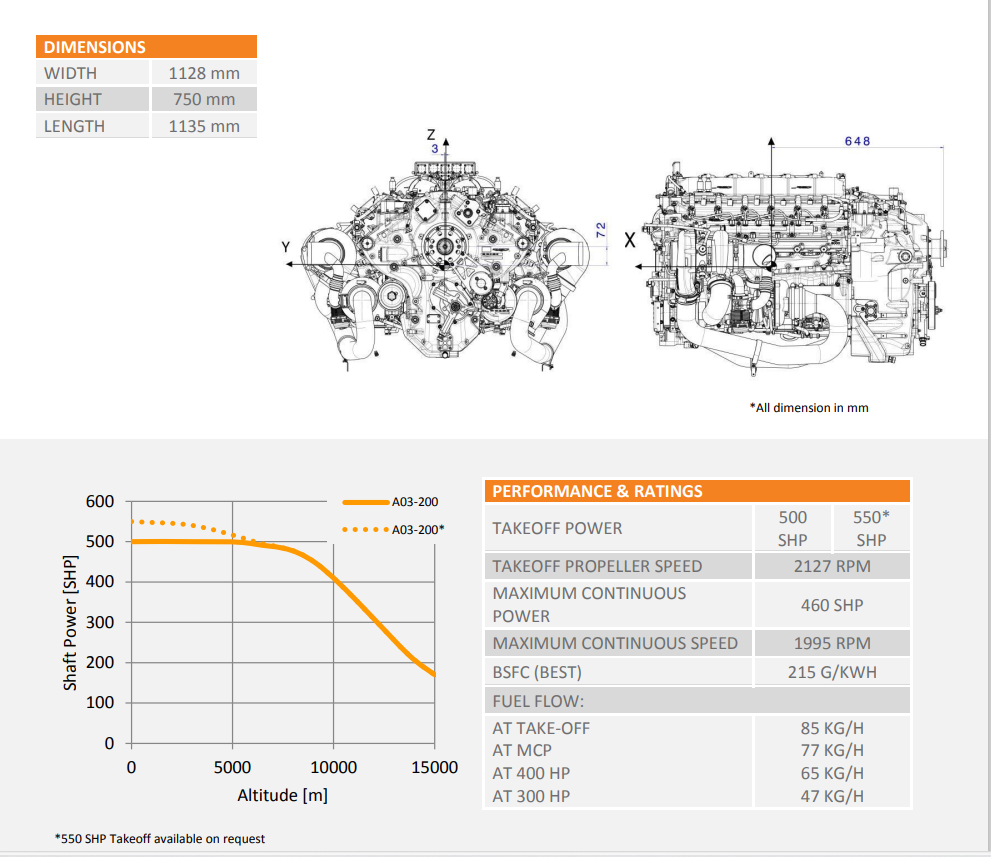 DIMENSIONS
WIDTH 1128 mm
HEIGHT 750 mm
LENGTH 1135 mm
Z
3
Y
72
X
648
*All dimension in mm
600
500
400
300
200
100
0
0 5000 10000 15000
Shaft Power [SHP]
Altitude [m]
A03-200
A03-200*
*550 SHP Takeoff available on request
PERFORMANCE & RATINGS
TAKEOFF POWER
500
SHP
550*
SHP
TAKEOFF PROPELLER SPEED 2127 RPM
MAXIMUM CONTINUOUS
POWER
460 SHP
MAXIMUM CONTINUOUS SPEED 1995 RPM
BSFC (BEST) 215 G/KWH
FUEL FLOW:
AT TAKE-OFF 85 KG/H
AT MCP 77 KG/H
AT 400 HP 65 KG/H
AT 300 HP 47 KG/H